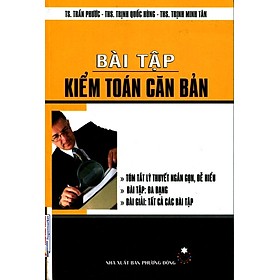 TS. TRẦN PHƯỚC - THS. TRỊNH QUỐC HÙNG - THS. TRỊNH MINH TÂN
BÀI TẬP
KIỂM TOÁN CĂN BẢN
» TÓM TẮT LÝ THUYẾT NGẮN GỌN, DỄ HIỂU
» BÀI TẬP: ĐA DẠNG
» BÀI GIẢI: TẤT CẢ CÁC BÀI TẬP
NHÀ XUẤT BẢN PHƯƠNG ĐÔNG